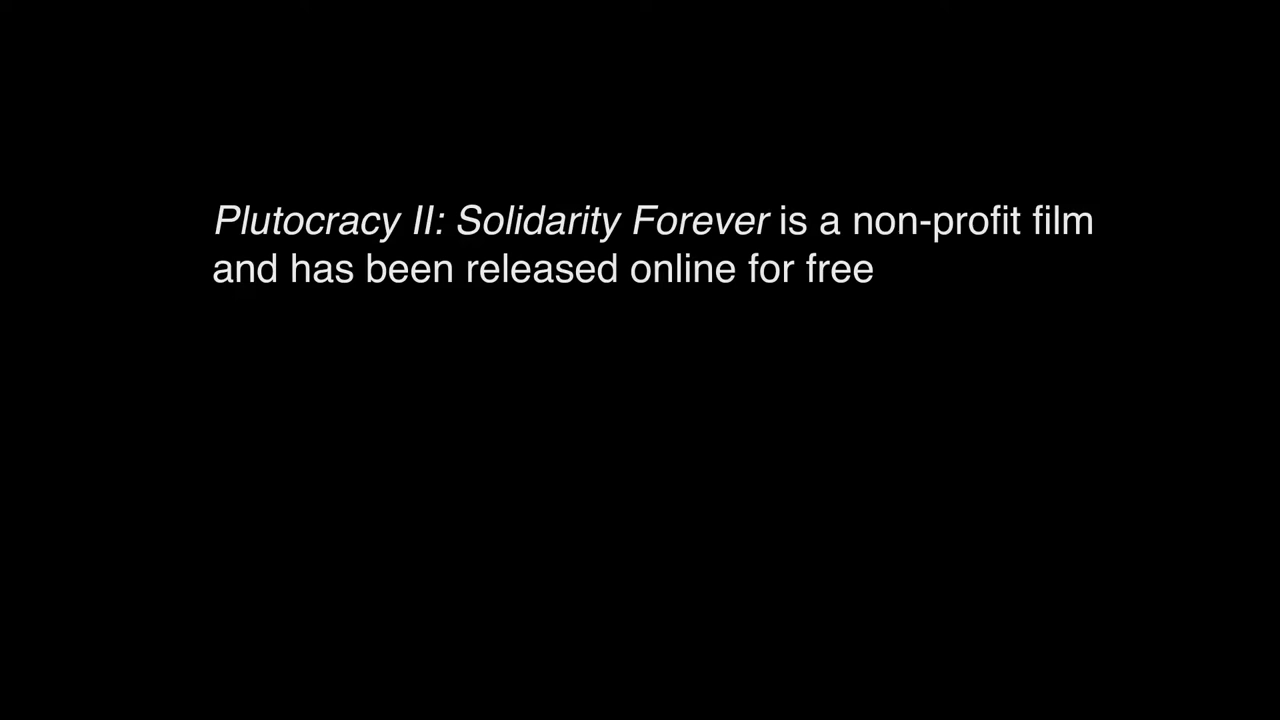 Plutocracy II: Solidarity Forever is a non-profit film
and has been released online for free